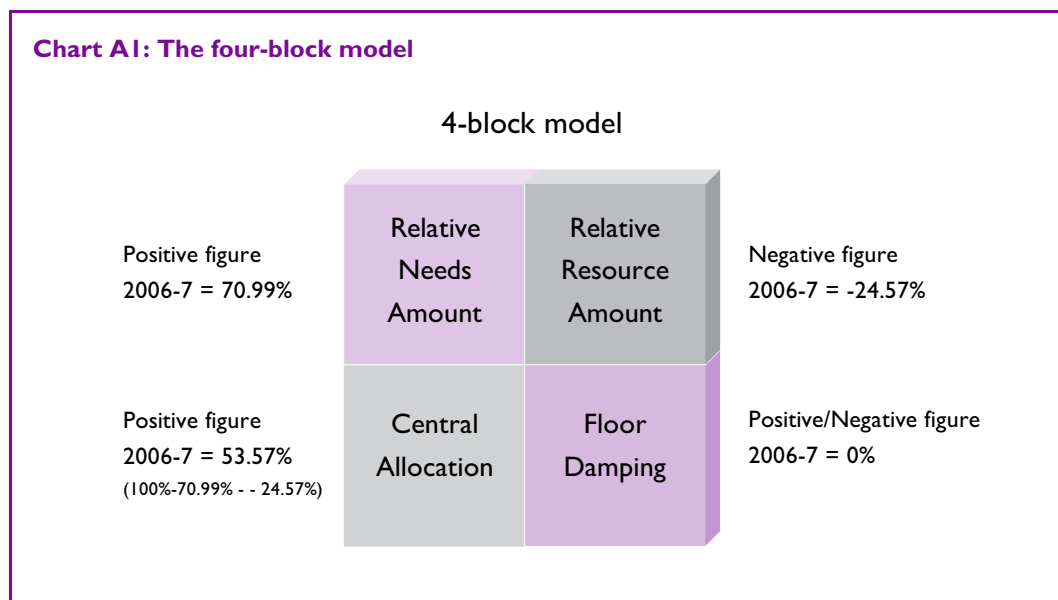 Chart A1: The four-block model
4-block model
Positive figure
2006-7 = 70.99%
Relative
Needs
Amount
Relative
Resource
Amount
Negative figure
2006-7 = -24.57%
Positive figure
2006-7 = 53.57%
(100%-70.99% - - 24.57%)
Central
Allocation
Floor
Damping
Positive/Negative figure
2006-7 = 0%